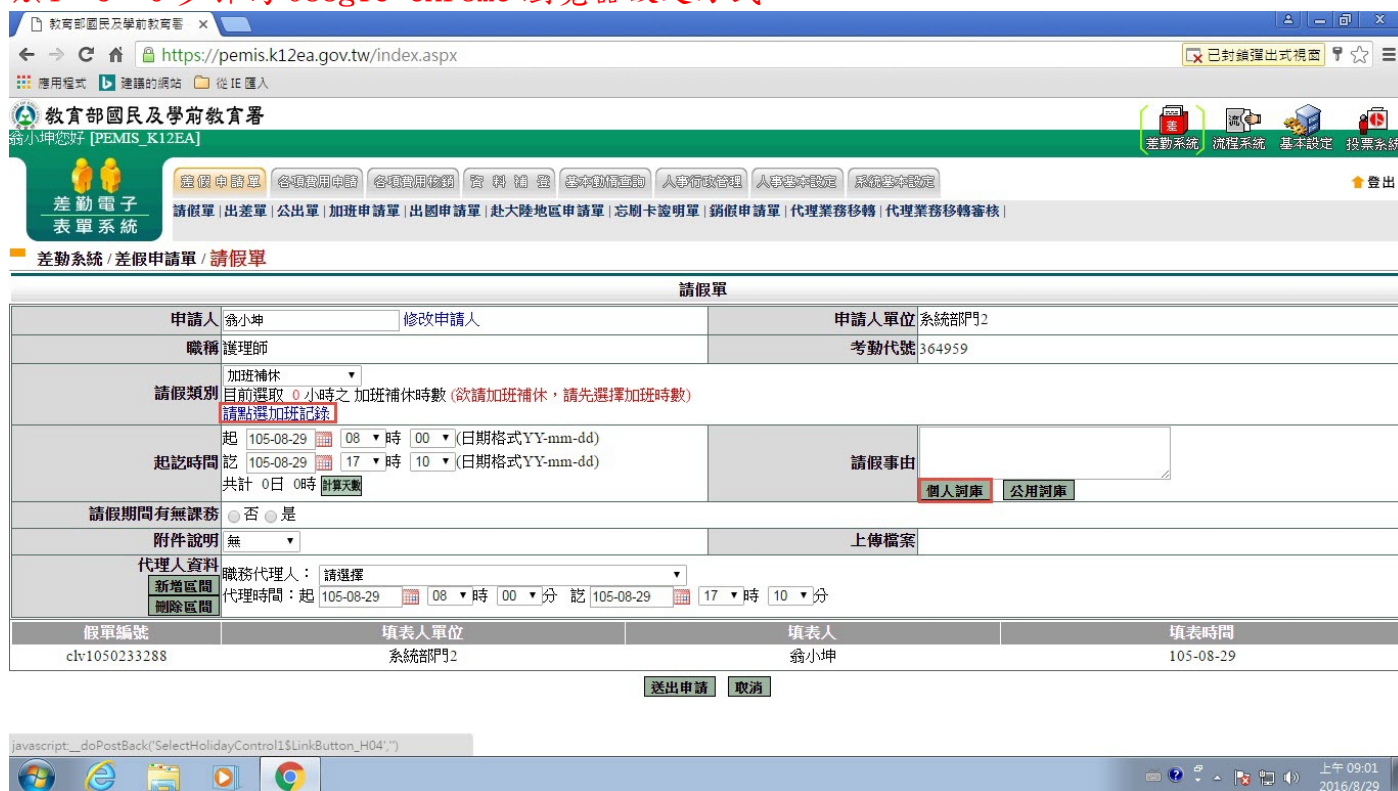 Google Chrome
教育部國民及學前教育署
https://pemis.k12ea.gov.tw/index.aspx
已封鎖彈出式視窗
應用程式 建議的網站 從 IE 匯入
教育部國民及學前教育署
翁小坤您好 [PEMIS_K12EA]
差勤系統 流程系統 基本設定 投票系統
差勤電子
表單系統
差假申請單 各項費用申請 各項費用核銷 資料補登 基本勤惰查詢 人事行政管理 人事基本設定 系統基本設定
登出
請假單|出差單|公出單|加班申請單|出國申請單|赴大陸地區申請單|忘刷卡證明單|銷假申請單|代理業務移轉|代理業務移轉審核|
差勤系統 / 差假申請單 / 請假單
請假單
申請人 翁小坤 修改申請人 申請人單位 系統部門2
職稱 護理師 考勤代號 364959
請假類別 加班補休
目前選取 0 小時之 加班補休時數 (欲請加班補休，請先選擇加班時數)
請點選加班記錄
起訖時間 起 105-08-29 08 時 00 (日期格式YY-mm-dd)
訖 105-08-29 17 時 10 (日期格式YY-mm-dd)
共計 0日 0時 計算天數
請假事由
個人詞庫 公用詞庫
請假期間有無課務 否 是
附件說明 無 上傳檔案
代理人資料
新增區間
刪除區間
職務代理人： 請選擇
代理時間：起 105-08-29 08 時 00 分 訖 105-08-29 17 時 10 分
假單編號 填表人單位 填表人 填表時間
clv1050233288 系統部門2 翁小坤 105-08-29
送出申請 取消
javascript:__doPostBack('SelectHolidayControl1$LinkButton_H04','')
上午 09:01
2016/8/29